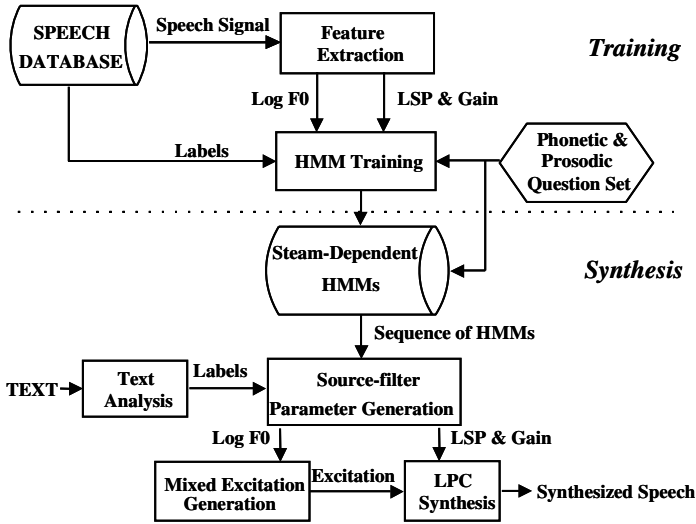 SPEECH
DATABASE
Speech Signal
Feature
Extraction
Training
Log F0
LSP & Gain
Labels
HMM Training
Phonetic &
Prosodic
Question Set
Steam-Dependent
HMMs
Synthesis
Sequence of HMMs
TEXT
Text
Analysis
Labels
Source-filter
Parameter Generation
Log F0
LSP & Gain
Mixed Excitation
Generation
Excitation
LPC
Synthesis
Synthesized Speech